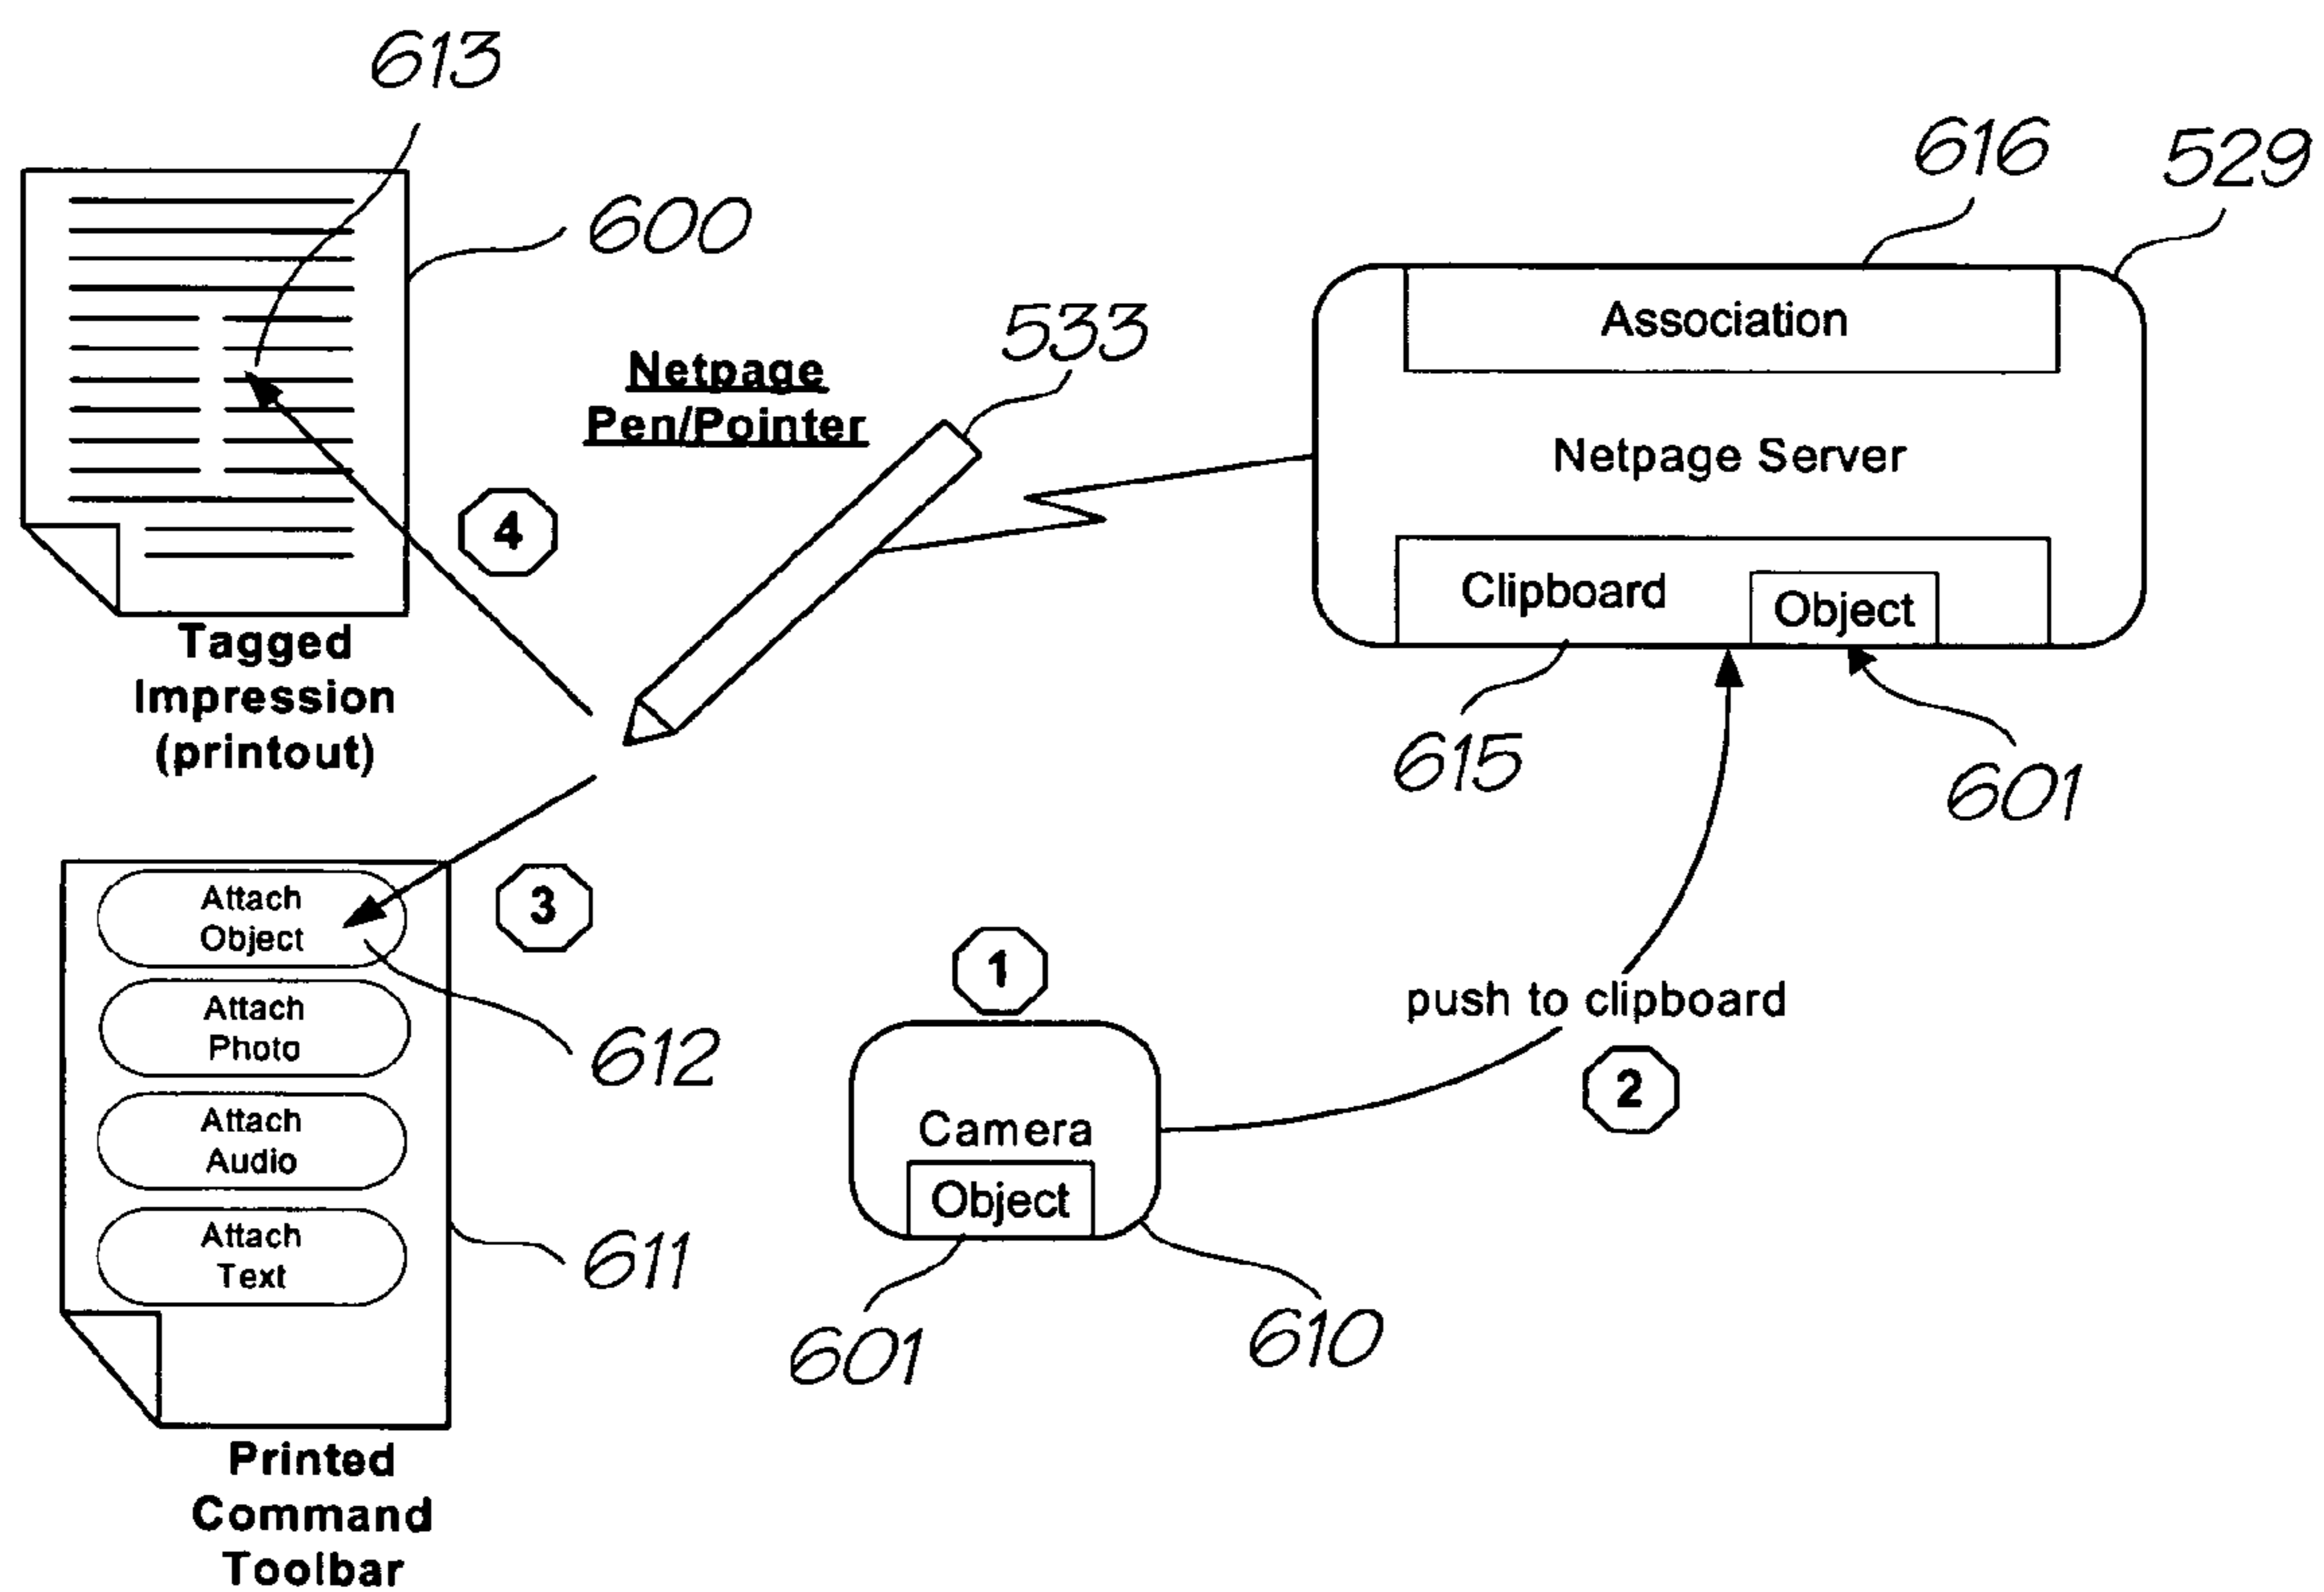 613
600
Netpage
Pen/Pointer
533
616
529
Association
Netpage Server
Clipboard
Object
615
601
4
Tagged
Impression
(printout)
3
Attach
Object
Attach
Photo
Attach
Audio
Attach
Text
612
611
Printed
Command
Toolbar
1
Camera
Object
601
610
push to clipboard
2